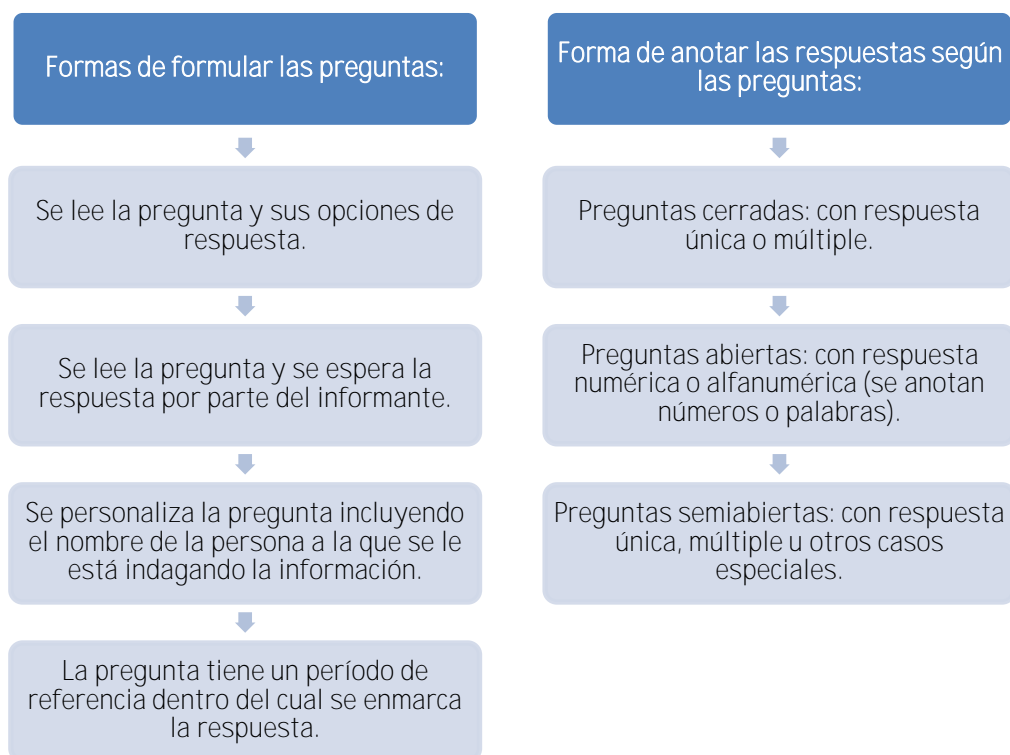 Formas de formular las preguntas:
Se lee la pregunta y sus opciones de
respuesta.
Se lee la pregunta y se espera la
respuesta por parte del informante.
Se personaliza la pregunta incluyendo
el nombre de la persona a la que se le
está indagando la información.
La pregunta tiene un período de
referencia dentro del cual se enmarca
la respuesta.
Forma de anotar las respuestas según
las preguntas:
Preguntas cerradas: con respuesta
única o múltiple.
Preguntas abiertas: con respuesta
numérica o alfanumérica (se anotan
números o palabras).
Preguntas semiabiertas: con respuesta
única, múltiple u otros casos
especiales.